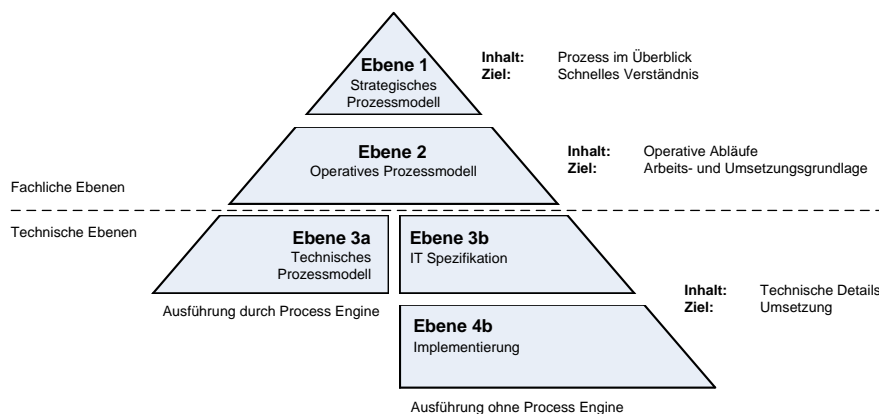 Ebene 1
Strategisches
Prozessmodell
Inhalt: Prozess im Überblick
Ziel: Schnelles Verständnis
Ebene 2
Operatives Prozessmodell
Inhalt: Operative Abläufe
Ziel: Arbeits- und Umsetzungsgrundlage
Fachliche Ebenen
Technische Ebenen
Ebene 3a
Technisches
Prozessmodell
Ebene 3b
IT Spezifikation
Inhalt: Technische Details
Ziel: Umsetzung
Ausführung durch Process Engine
Ebene 4b
Implementierung
Ausführung ohne Process Engine